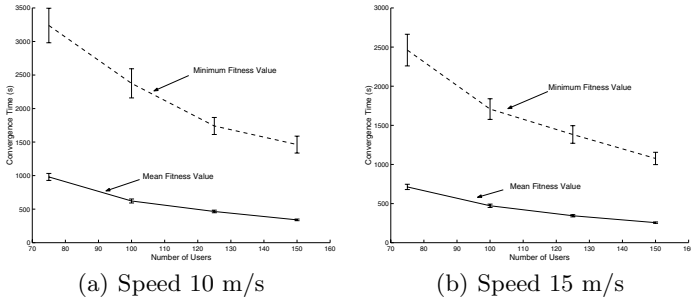 3500
3000
2500
2000
1500
1000
500
0
Convergence Time (s)
Minimum Fitness Value
Mean Fitness Value
70 80 90 100 110 120 130 140 150 160
Number of Users
(a) Speed 10 m/s
3000
2500
2000
1500
1000
500
0
Convergence Time (s)
Minimum Fitness Value
Mean Fitness Value
70 80 90 100 110 120 130 140 150 160
Number of Users
(b) Speed 15 m/s